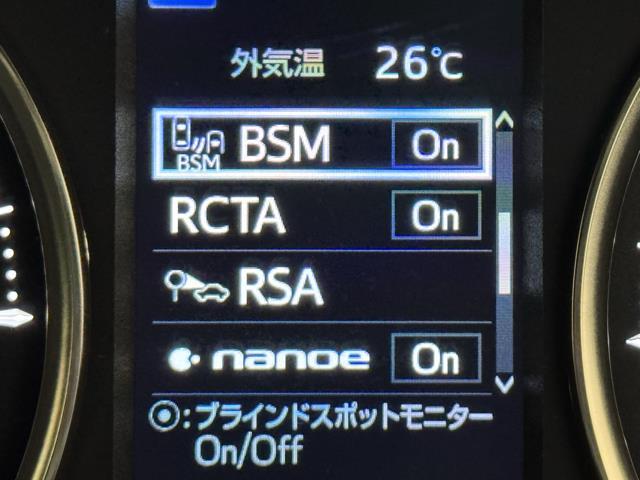 外気温 26℃
BSM BSM On
RCTA On
RSA
nanoe On
◉:ブラインドスポットモニター
On/Off